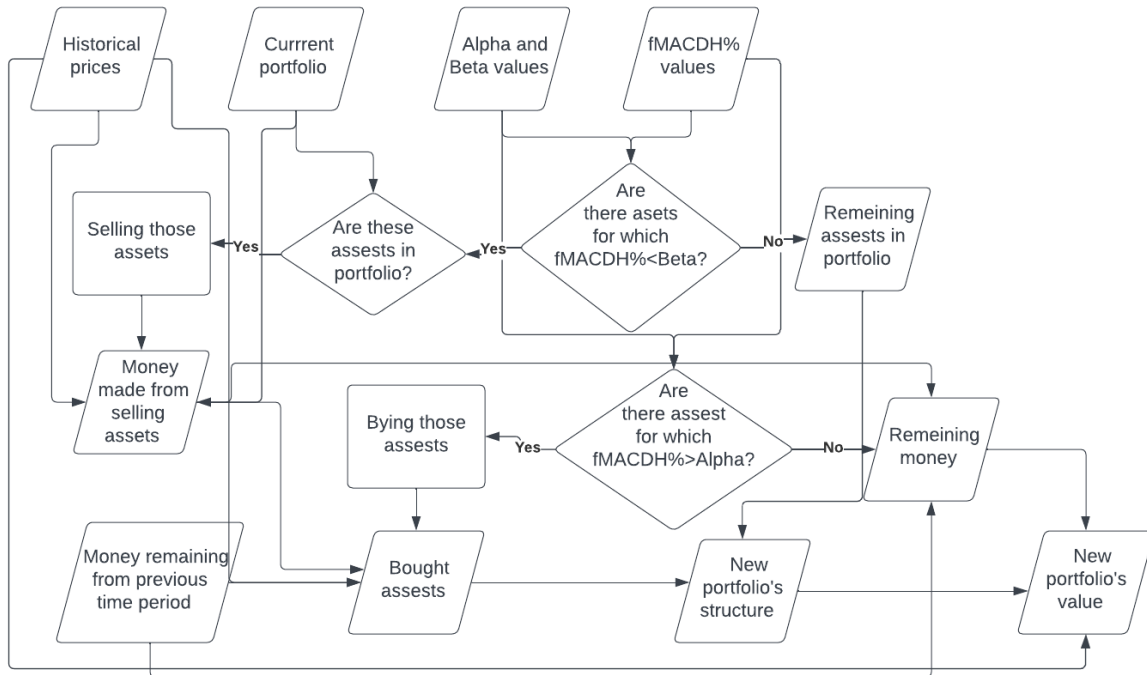 Historical
prices
Currrent
portfolio
Alpha and
Beta values
fMACDH%
values
Selling those
assets
Yes
Are these
assests in
portfolio?
Yes
Are
there asets
for which
fMACDH%<Beta?
No
Remeining
assests in
portfolio
Money
made from
selling
assets
Bying those
assests
Yes
Are
there assest
for which
fMACDH%>Alpha?
No
Remeining
money
Money remaining
from previous
time period
Bought
assests
New
portfolio's
structure
New
portfolio's
value